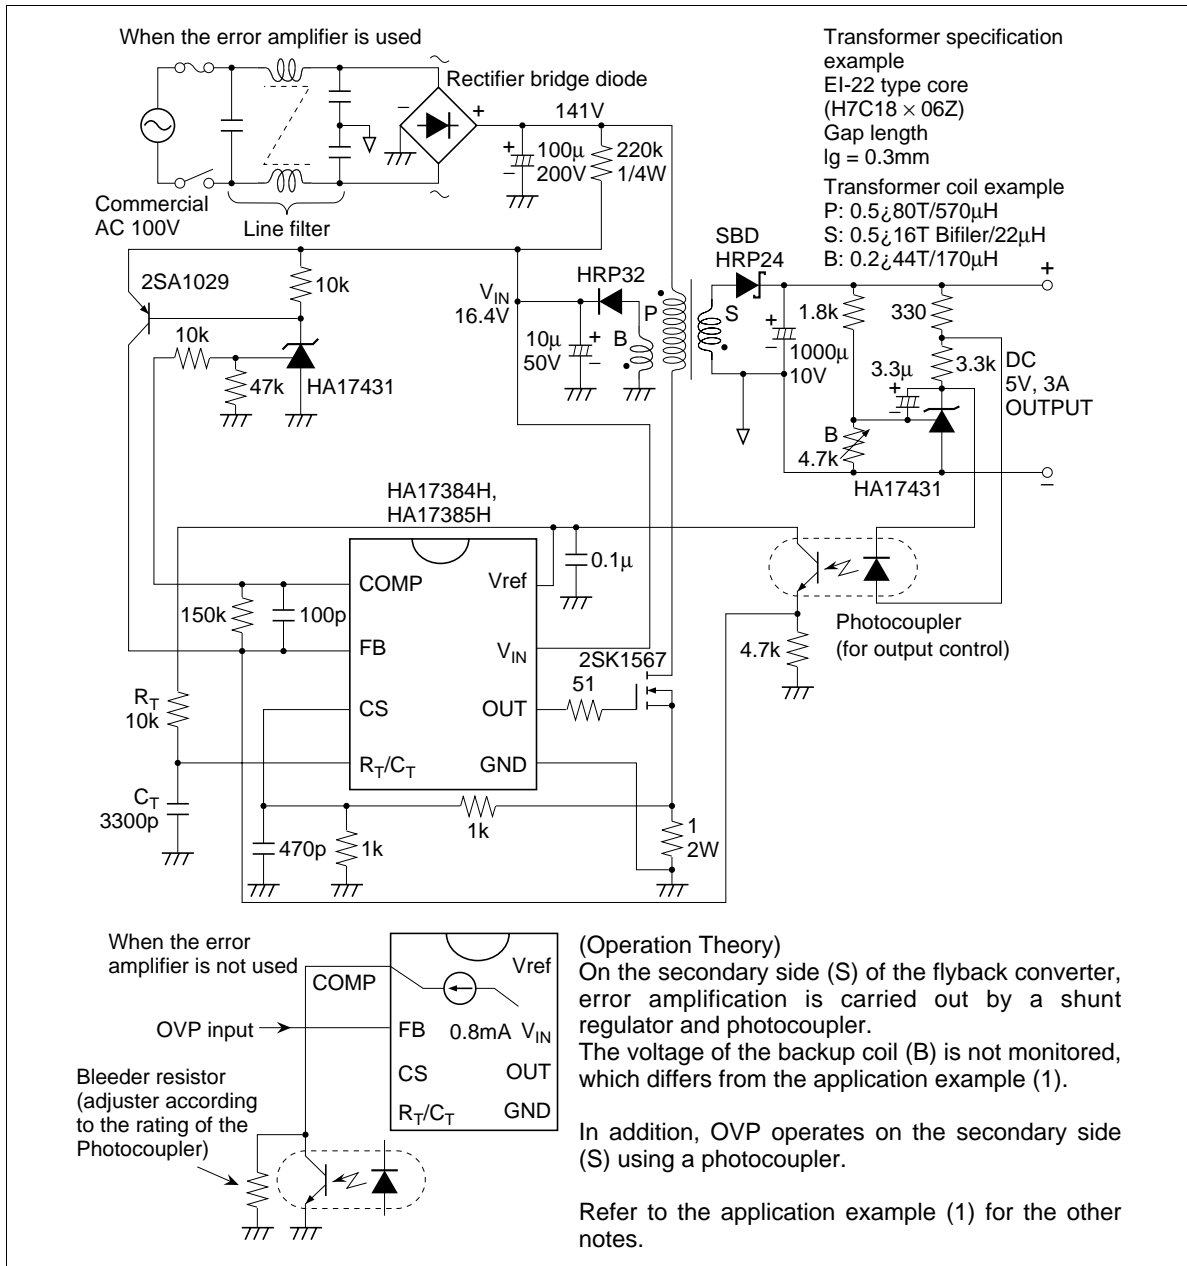 When the error amplifier is used
Rectifier bridge diode
141V
100µ
200V
220k
1/4W
Commercial
AC 100V
Line filter
Transformer specification
example
EI-22 type core
(H7C18 × 06Z)
Gap length
lg = 0.3mm
Transformer coil example
P: 0.5¿80T/570µH
S: 0.5¿16T Bifiler/22µH
B: 0.2¿44T/170µH
2SA1029
10k
10k
47k
HA17431
VIN
16.4V
HRP32
10µ
50V
B
P
S
SBD
HRP24
1000µ
10V
1.8k
330
3.3k
3.3µ
B
4.7k
HA17431
DC
5V, 3A
OUTPUT
+
−
HA17384H,
HA17385H
COMP
FB
CS
RT/CT
Vref
VIN
OUT
GND
0.1µ
150k
100p
RT
10k
CT
3300p
470p
1k
1k
51
2SK1567
1
2W
4.7k
Photocoupler
(for output control)
When the error
amplifier is not used
COMP
OVP input
FB
CS
RT/CT
Vref
0.8mA VIN
OUT
GND
Bleeder resistor
(adjuster according
to the rating of the
Photocoupler)
(Operation Theory)
On the secondary side (S) of the flyback converter,
error amplification is carried out by a shunt
regulator and photocoupler.
The voltage of the backup coil (B) is not monitored,
which differs from the application example (1).
In addition, OVP operates on the secondary side
(S) using a photocoupler.
Refer to the application example (1) for the other
notes.